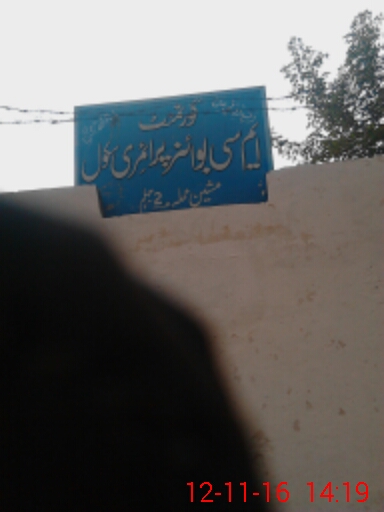 گورنمنٹ
ایم سی بوائز پرائمری سکول
مشین محلہ 2 جہلم
12-11-16 14:19